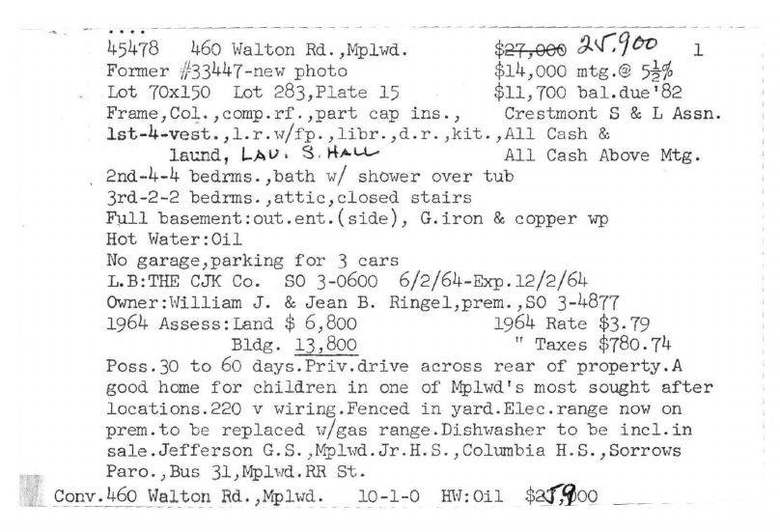 45478 460 Walton Rd.,Mplwd. $27,000 25.900 1
Former #33447-new photo $14,000 mtg.@ 5½%
Lot 70x150 Lot 283,Plate 15 $11,700 bal.due'82
Frame,Col.,comp.rf.,part cap ins., Crestmont S & L Assn.
1st-4-vest.,l.r.w/fp.,libr.,d.r.,kit.,All Cash &
laund, LAV. S. HALL All Cash Above Mtg.
2nd-4-4 bedrms.,bath w/ shower over tub
3rd-2-2 bedrms.,attic,closed stairs
Full basement:out.ent.(side), G.iron & copper wp
Hot Water:Oil
No garage,parking for 3 cars
L.B:THE CJK Co. SO 3-0600 6/2/64-Exp.12/2/64
Owner:William J. & Jean B. Ringel,prem.,SO 3-4877
1964 Assess:Land $ 6,800 1964 Rate $3.79
Bldg. 13,800 " Taxes $780.74
Poss.30 to 60 days.Priv.drive across rear of property.A
good home for children in one of Mplwd's most sought after
locations.220 v wiring.Fenced in yard.Elec.range now on
prem.to be replaced w/gas range.Dishwasher to be incl.in
sale.Jefferson G.S.,Mplwd.Jr.H.S.,Columbia H.S.,Sorrows
Paro.,Bus 31,Mplwd.RR St.
Conv.460 Walton Rd.,Mplwd. 10-1-0 HW:Oil $25,900